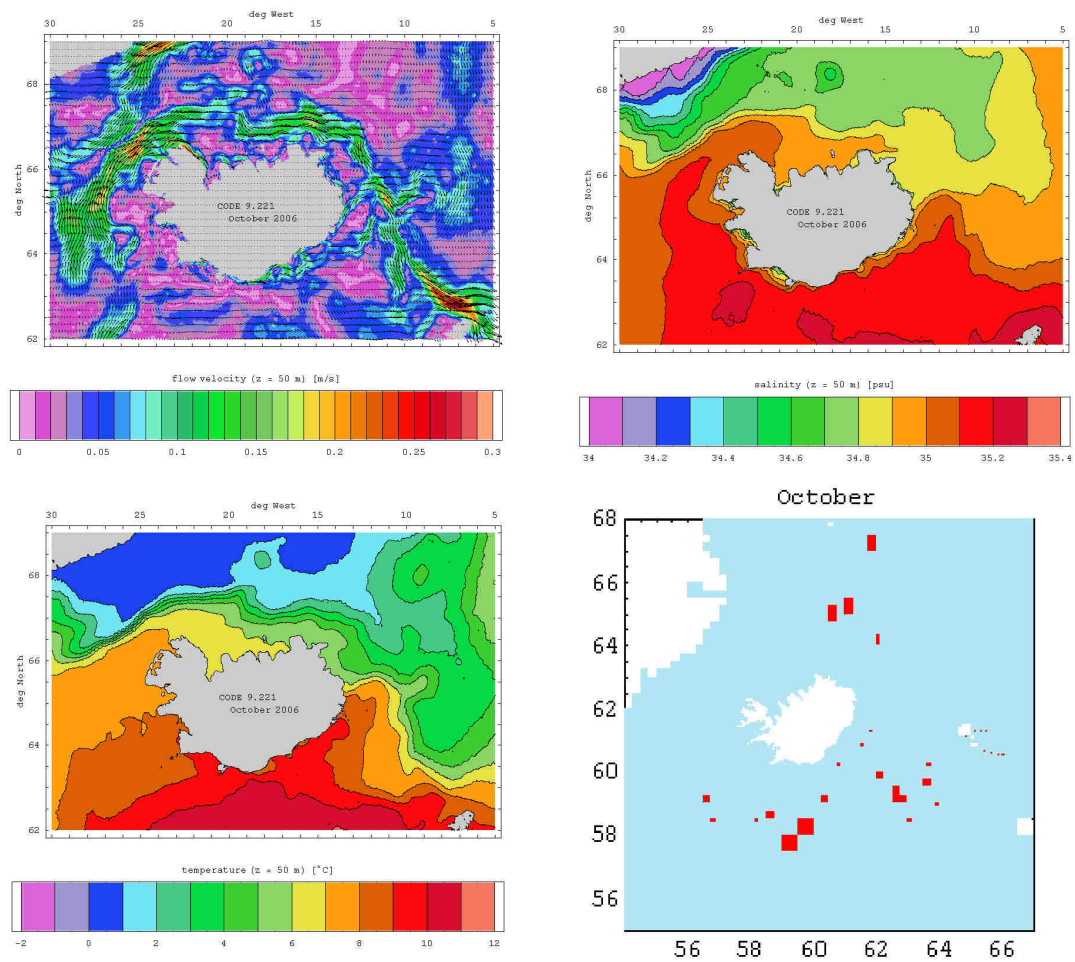 deg West
30 25 20 15 10 5
68
66
64
62
deg North
CODE 9.221
October 2006
flow velocity (z = 50 m) [m/s]
0 0.05 0.1 0.15 0.2 0.25 0.3
deg West
30 25 20 15 10 5
68
66
64
62
deg North
CODE 9.221
October 2006
salinity (z = 50 m) [psu]
34 34.2 34.4 34.6 34.8 35 35.2 35.4
deg West
30 25 20 15 10 5
68
66
64
62
deg North
CODE 9.221
October 2006
temperature (z = 50 m) [°C]
-2 0 2 4 6 8 10 12
October
68
66
64
62
60
58
56
56 58 60 62 64 66